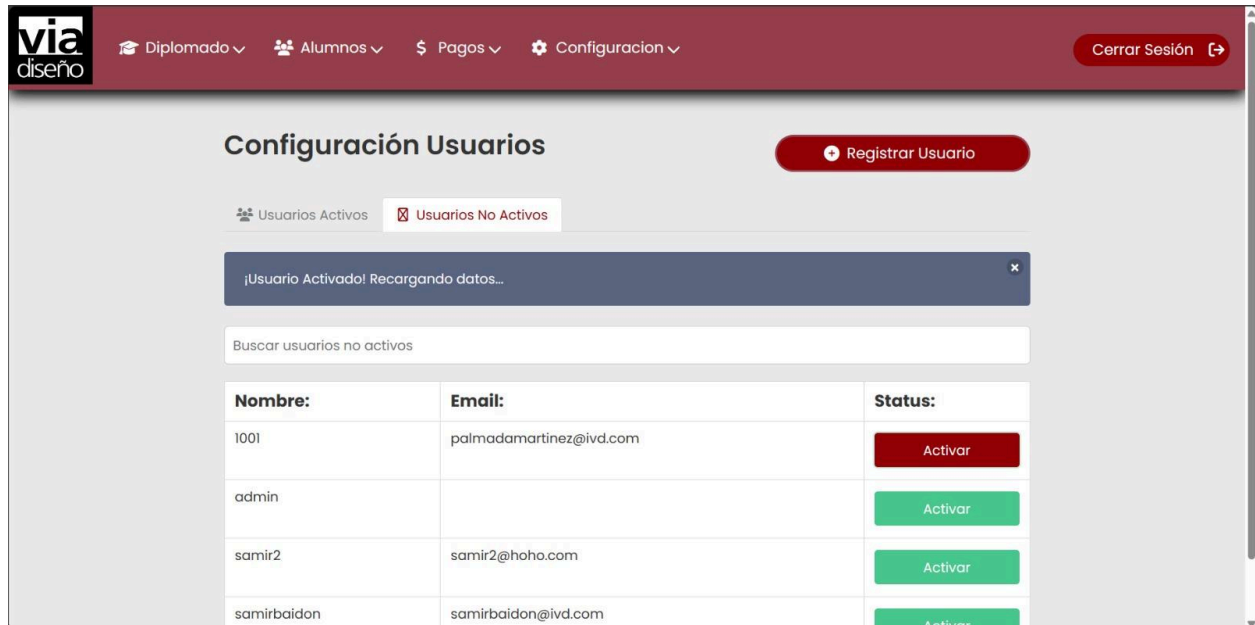 via
diseño
Diplomado
Alumnos
$ Pagos
Configuracion
Cerrar Sesión
Configuración Usuarios
Registrar Usuario
Usuarios Activos
Usuarios No Activos
¡Usuario Activado! Recargando datos...
Buscar usuarios no activos
Nombre: Email: Status:
1001 palmadamartinez@ivd.com Activar
admin Activar
samir2 samir2@hoho.com Activar
samirbaidon samirbaidon@ivd.com Activar